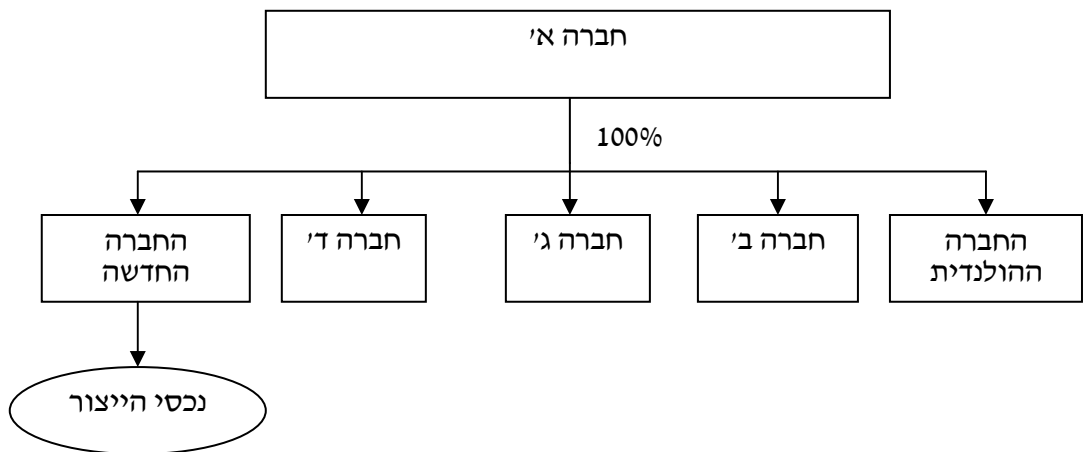 חברה א׳
100%
החברה
ההולנדית
חברה ב׳
חברה ג׳
חברה ד׳
החברה
החדשה
נכסי הייצור